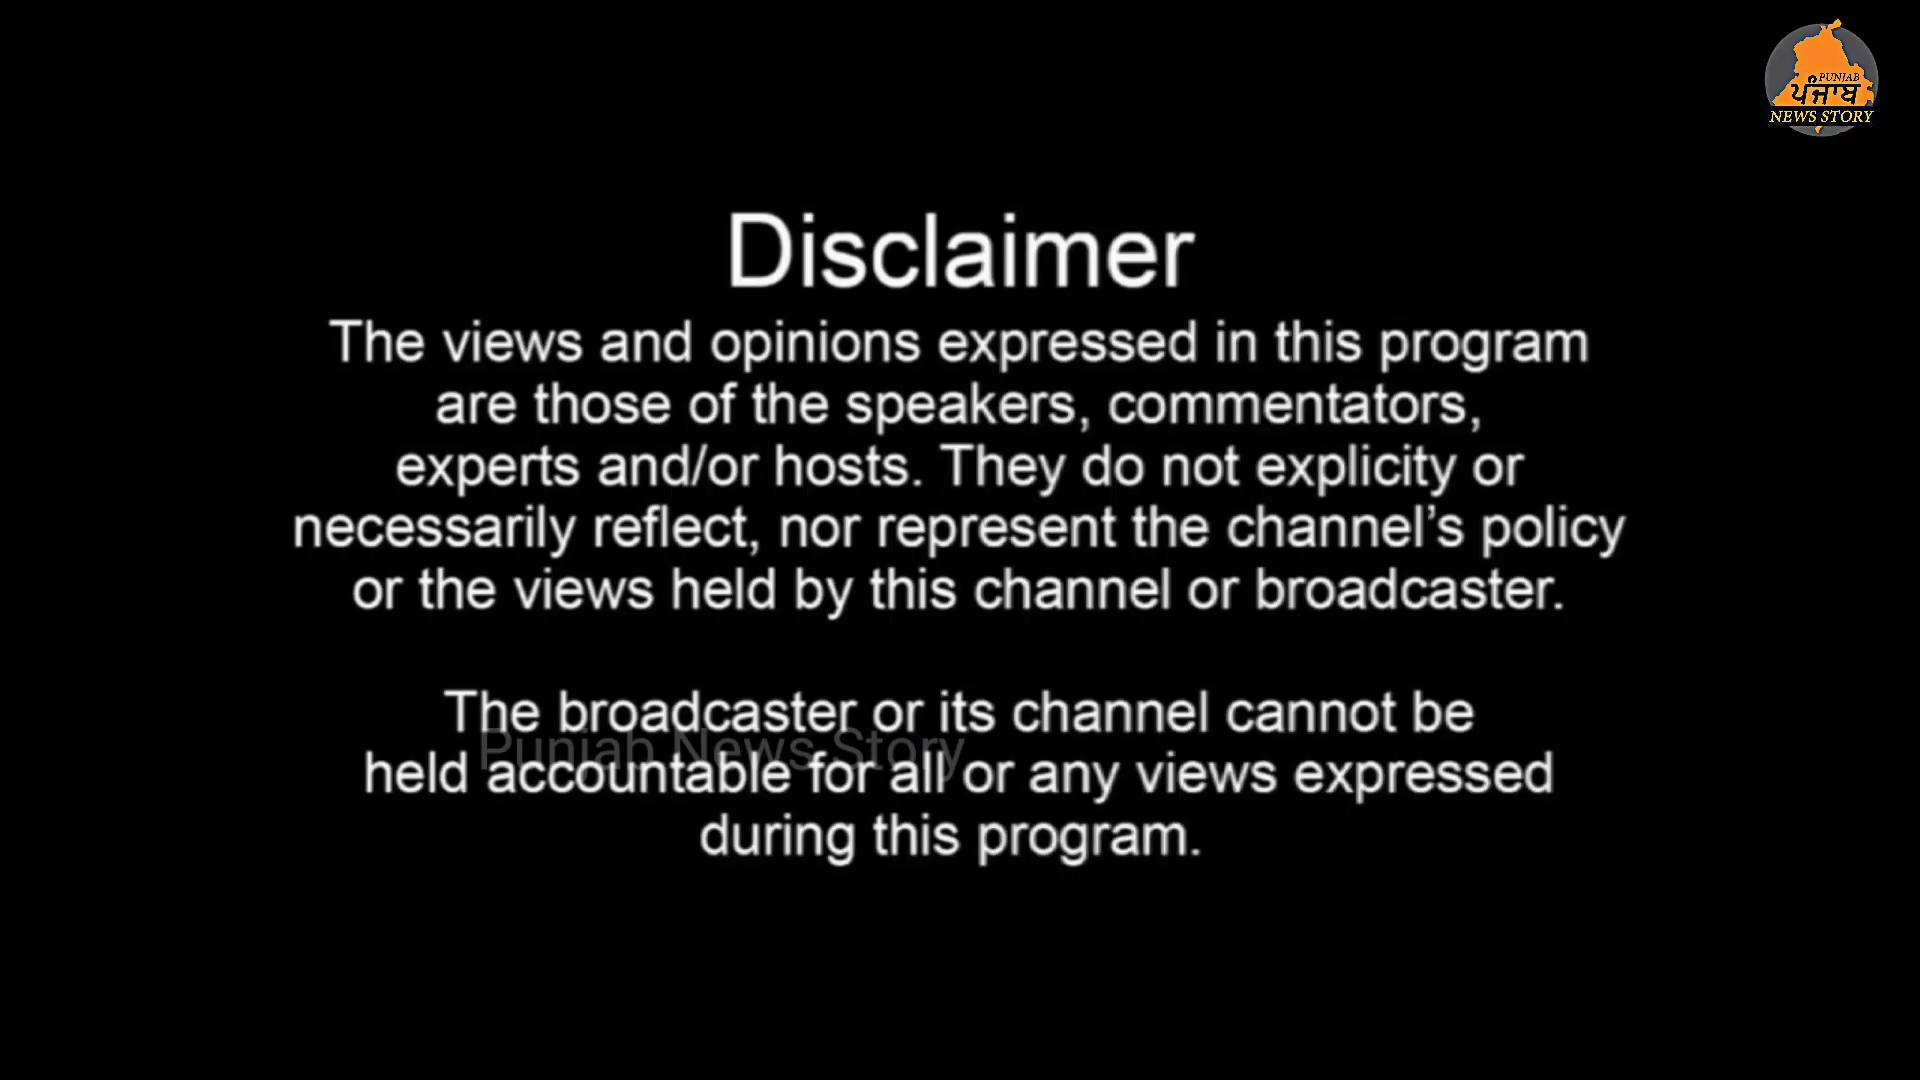 PUNJAB
ਪੰਜਾਬ
NEWS STORY
Disclaimer
The views and opinions expressed in this program
are those of the speakers, commentators,
experts and/or hosts. They do not explicity or
necessarily reflect, nor represent the channel's policy
or the views held by this channel or broadcaster.
The broadcaster or its channel cannot be
Punjab News Story
held accountable for all or any views expressed
during this program.